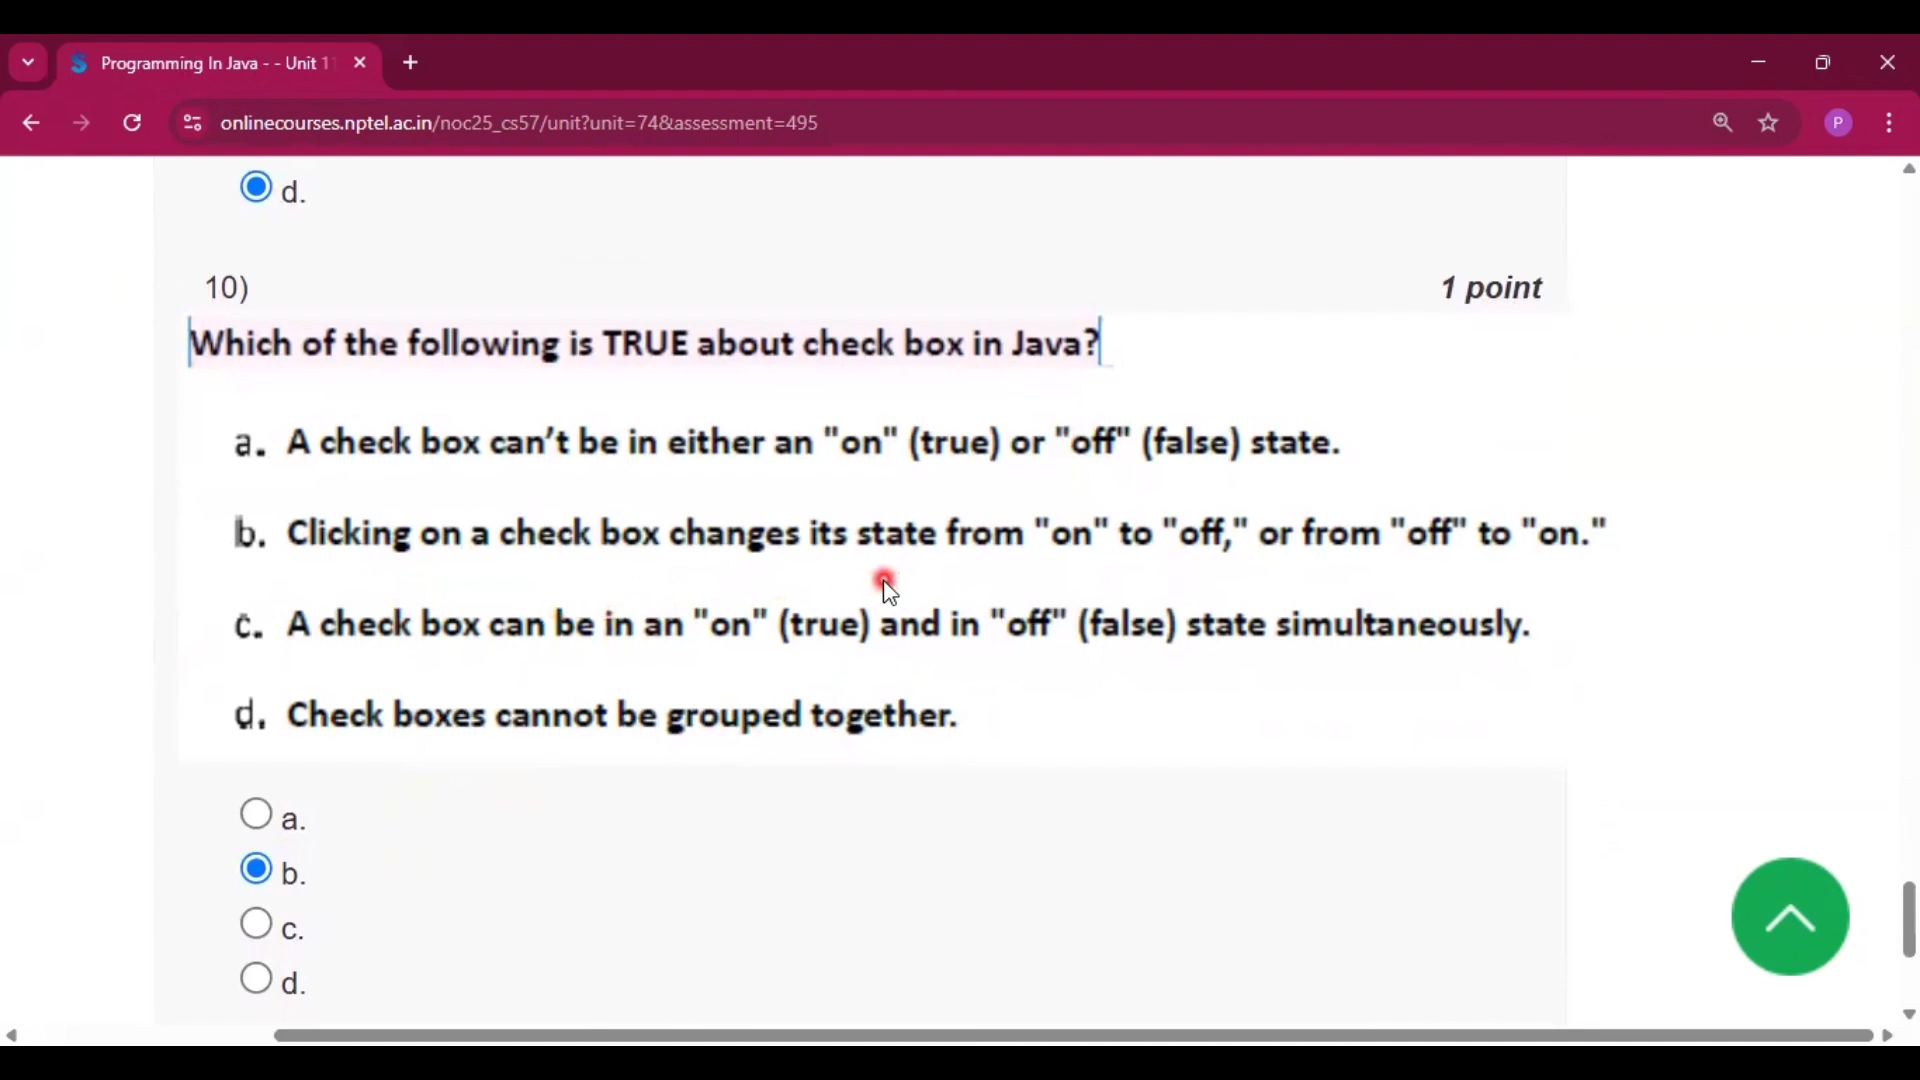 Programming In Java - - Unit 11
onlinecourses.nptel.ac.in/noc25_cs57/unit?unit=74&assessment=495
P
d.
10)
1 point
Which of the following is TRUE about check box in Java?
a. A check box can’t be in either an "on" (true) or "off" (false) state.
b. Clicking on a check box changes its state from "on" to "off," or from "off" to "on."
c. A check box can be in an "on" (true) and in "off" (false) state simultaneously.
d. Check boxes cannot be grouped together.
a.
b.
c.
d.